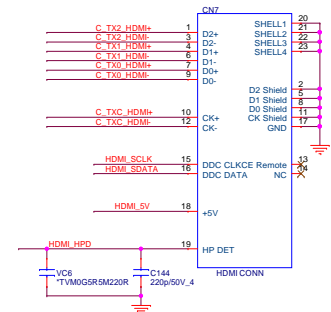 CN7
C_TX2_HDMI+ 1 D2+ SHELL1 20
C_TX2_HDMI- 3 D2- SHELL2 21
C_TX1_HDMI+ 4 D1+ SHELL3 22
C_TX1_HDMI- 6 D1- SHELL4 23
C_TX0_HDMI+ 7 D0+
C_TX0_HDMI- 9 D0-
D2 Shield 2
D1 Shield 5
D0 Shield 8
C_TXC_HDMI+ 10 CK+ CK Shield 11
C_TXC_HDMI- 12 CK- GND 17
HDMI_SCLK 15 DDC CLK CE Remote 13
HDMI_SDATA 16 DDC DATA NC 14
HDMI_5V 18 +5V
HDMI_HPD 19 HP DET
HDMI CONN
VC6 C144
*TVM0G5R5M220R 220p/50V_4